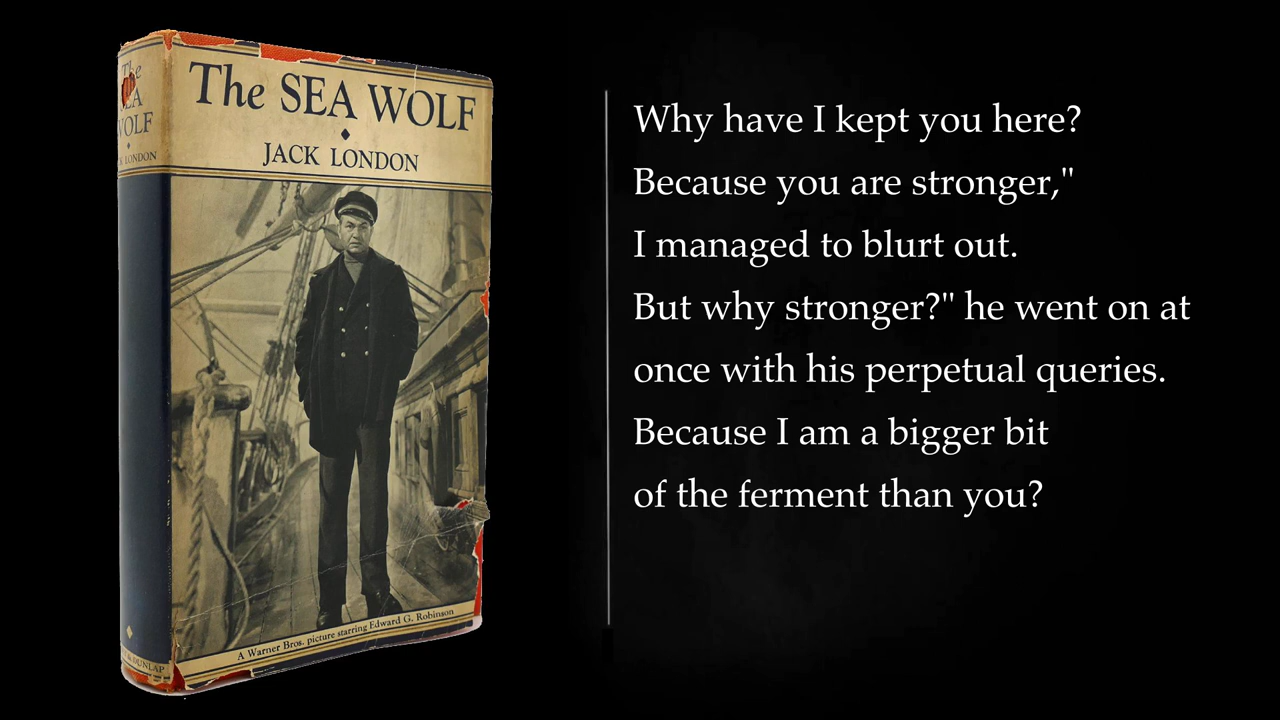 The SEA WOLF
JACK LONDON
The
SEA
WOLF
LONDON
A Warner Bros. picture starring Edward G. Robinson
DUNLAP
Why have I kept you here?
Because you are stronger,"
I managed to blurt out.
But why stronger?" he went on at
once with his perpetual queries.
Because I am a bigger bit
of the ferment than you?